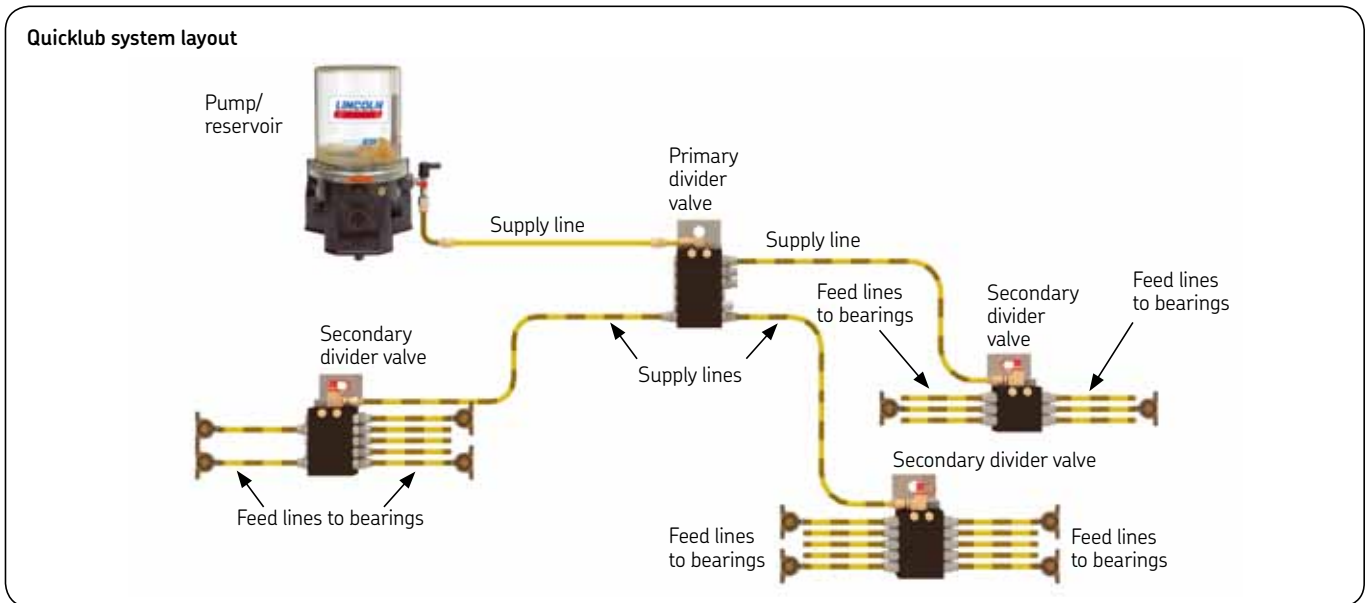 Quicklub system layout
Pump/
reservoir
LINCOLN
Primary
divider
valve
Supply line
Supply line
Feed lines
to bearings
Secondary
divider
valve
Feed lines
to bearings
Secondary
divider valve
Supply lines
Secondary divider valve
Feed lines to bearings
Feed lines
to bearings
Feed lines
to bearings